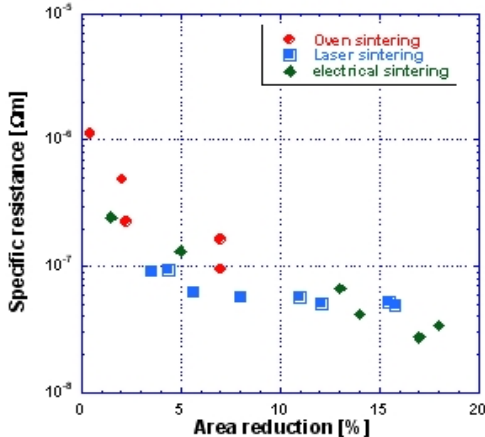 10⁻⁵
Oven sintering
Laser sintering
electrical sintering
10⁻⁶
Specific resistance [Ωm]
10⁻⁷
10⁻⁸
0 5 10 15 20
Area reduction [%]